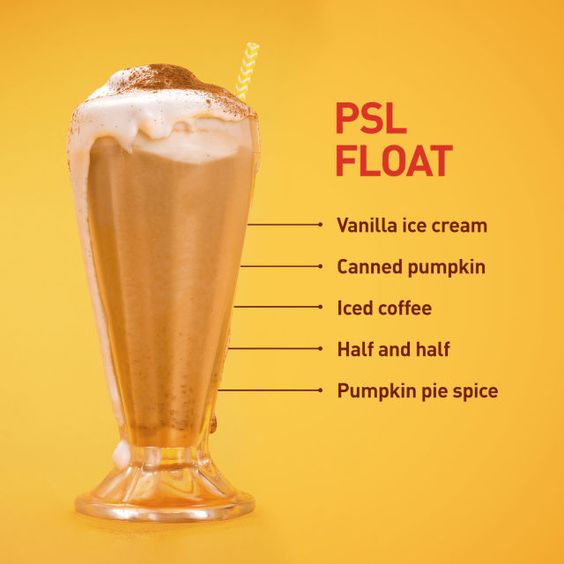 PSL
FLOAT
Vanilla ice cream
Canned pumpkin
Iced coffee
Half and half
Pumpkin pie spice